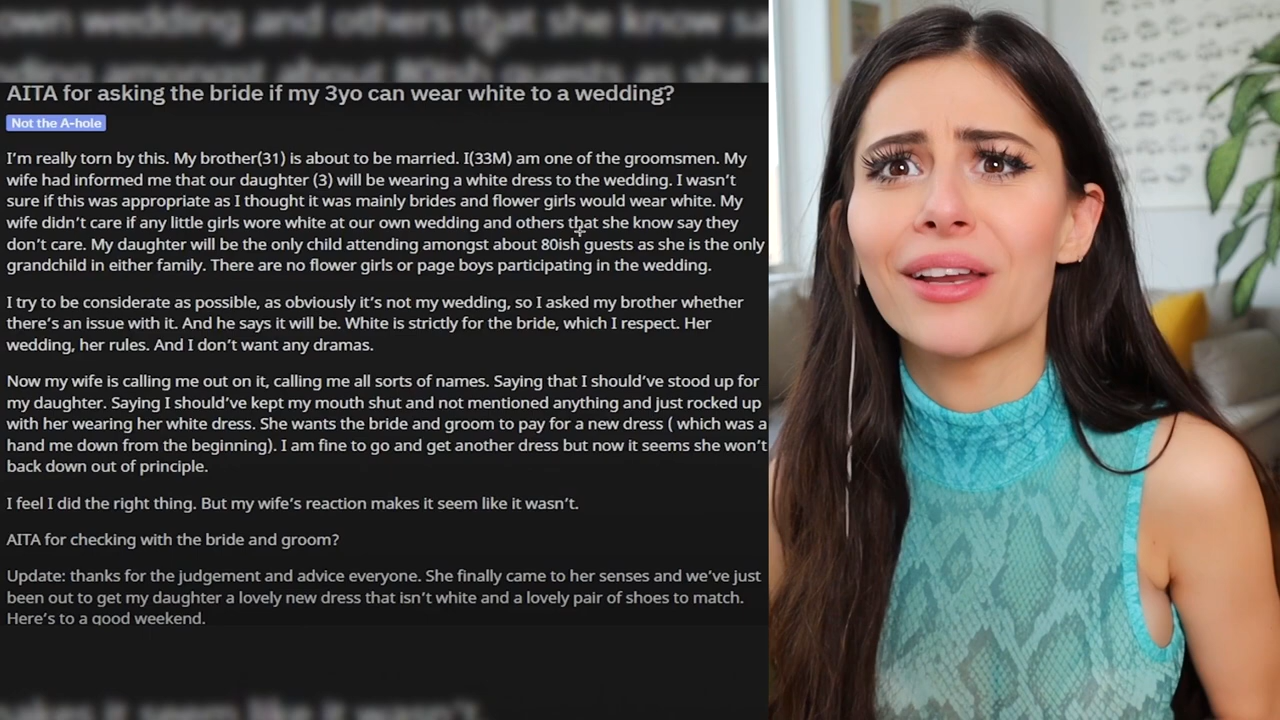 own wedding and others that she know sa
AITA for asking the bride if my 3yo can wear white to a wedding?
Not the A-hole
I'm really torn by this. My brother(31) is about to be married. I(33M) am one of the groomsmen. My
wife had informed me that our daughter (3) will be wearing a white dress to the wedding. I wasn't
sure if this was appropriate as I thought it was mainly brides and flower girls would wear white. My
wife didn't care if any little girls wore white at our own wedding and others that she know say they
don't care. My daughter will be the only child attending amongst about 80ish guests as she is the only
grandchild in either family. There are no flower girls or page boys participating in the wedding.
I try to be considerate as possible, as obviously it's not my wedding, so I asked my brother whether
there's an issue with it. And he says it will be. White is strictly for the bride, which I respect. Her
wedding, her rules. And I don't want any dramas.
Now my wife is calling me out on it, calling me all sorts of names. Saying that I should've stood up for
my daughter. Saying I should've kept my mouth shut and not mentioned anything and just rocked up
with her wearing her white dress. She wants the bride and groom to pay for a new dress ( which was a
hand me down from the beginning). I am fine to go and get another dress but now it seems she won't
back down out of principle.
I feel I did the right thing. But my wife's reaction makes it seem like it wasn't.
AITA for checking with the bride and groom?
Update: thanks for the judgement and advice everyone. She finally came to her senses and we've just
been out to get my daughter a lovely new dress that isn't white and a lovely pair of shoes to match.
Here's to a good weekend.